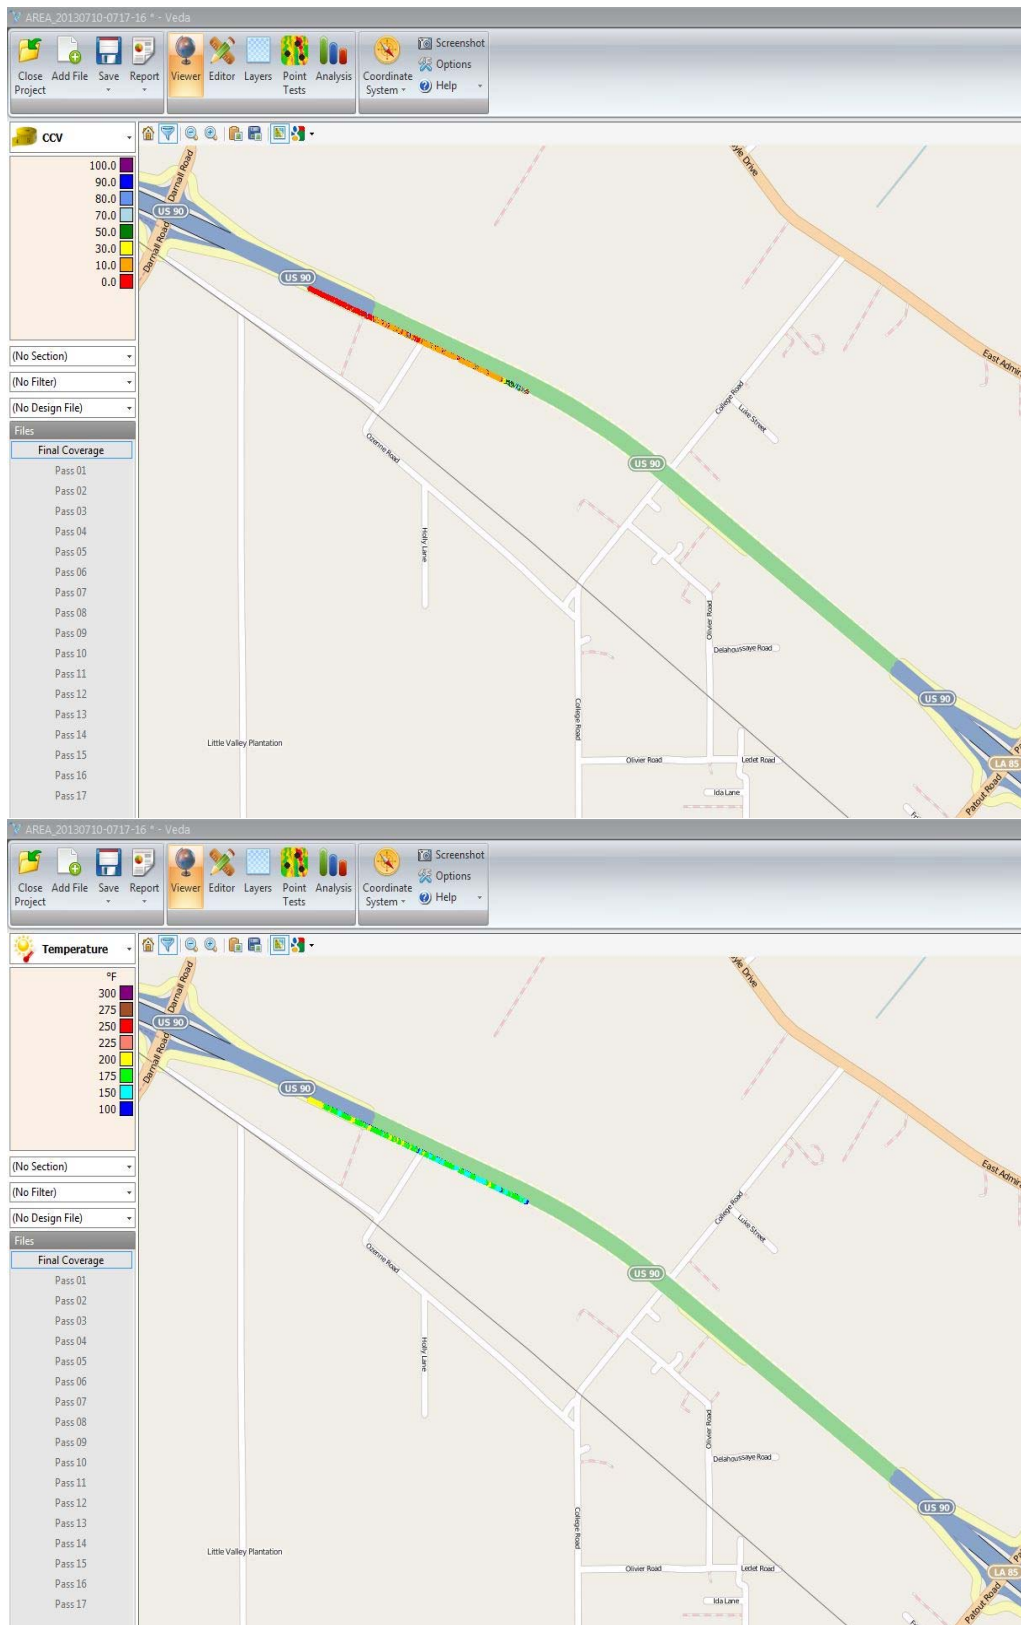 AREA_20130710-0717-16 * - Veda
Close Project
Add File
Save
Report
Viewer
Editor
Layers
Point Tests
Analysis
Coordinate System
Screenshot
Options
Help
CCV
100.0
90.0
80.0
70.0
50.0
30.0
10.0
0.0
(No Section)
(No Filter)
(No Design File)
Files
Final Coverage
Pass 01
Pass 02
Pass 03
Pass 04
Pass 05
Pass 06
Pass 07
Pass 08
Pass 09
Pass 10
Pass 11
Pass 12
Pass 13
Pass 14
Pass 15
Pass 16
Pass 17
Darnall Road
US 90
Darnall Road
US 90
yle Drive
East Admi
College Road
Luke Street
US 90
Ozenne Road
Holly Lane
Olivier Road
Delahoussaye Road
College Road
US 90
Little Valley Plantation
Olivier Road
Ledet Road
LA 85
Ida Lane
Patout Road
AREA_20130710-0717-16 * - Veda
Close Project
Add File
Save
Report
Viewer
Editor
Layers
Point Tests
Analysis
Coordinate System
Screenshot
Options
Help
Temperature
°F
300
275
250
225
200
175
150
100
(No Section)
(No Filter)
(No Design File)
Files
Final Coverage
Pass 01
Pass 02
Pass 03
Pass 04
Pass 05
Pass 06
Pass 07
Pass 08
Pass 09
Pass 10
Pass 11
Pass 12
Pass 13
Pass 14
Pass 15
Pass 16
Pass 17
Darnall Road
US 90
Darnall Road
US 90
yle Drive
East Admi
College Road
Luke Street
US 90
Ozenne Road
Holly Lane
Olivier Road
Delahoussaye Road
College Road
US 90
Little Valley Plantation
Olivier Road
Ledet Road
LA 85
Ida Lane
Patout Road